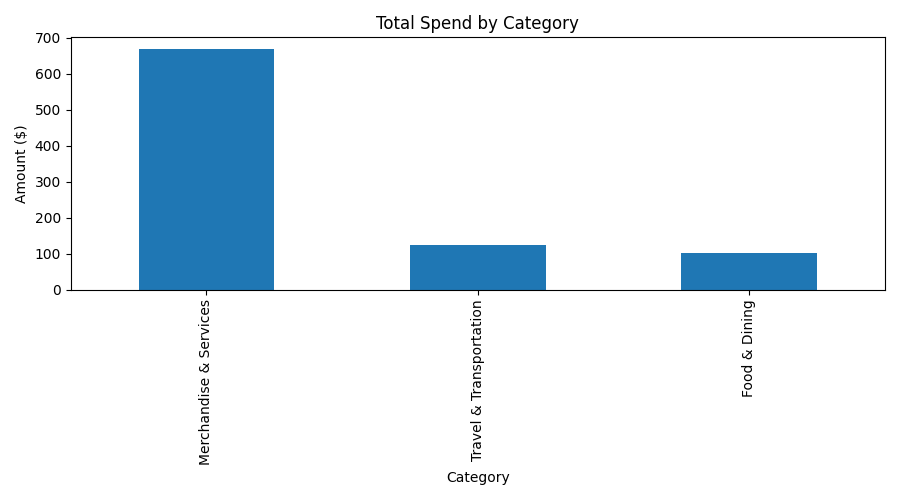 Total Spend by Category
Amount ($)
700
600
500
400
300
200
100
0
Merchandise & Services
Travel & Transportation
Food & Dining
Category